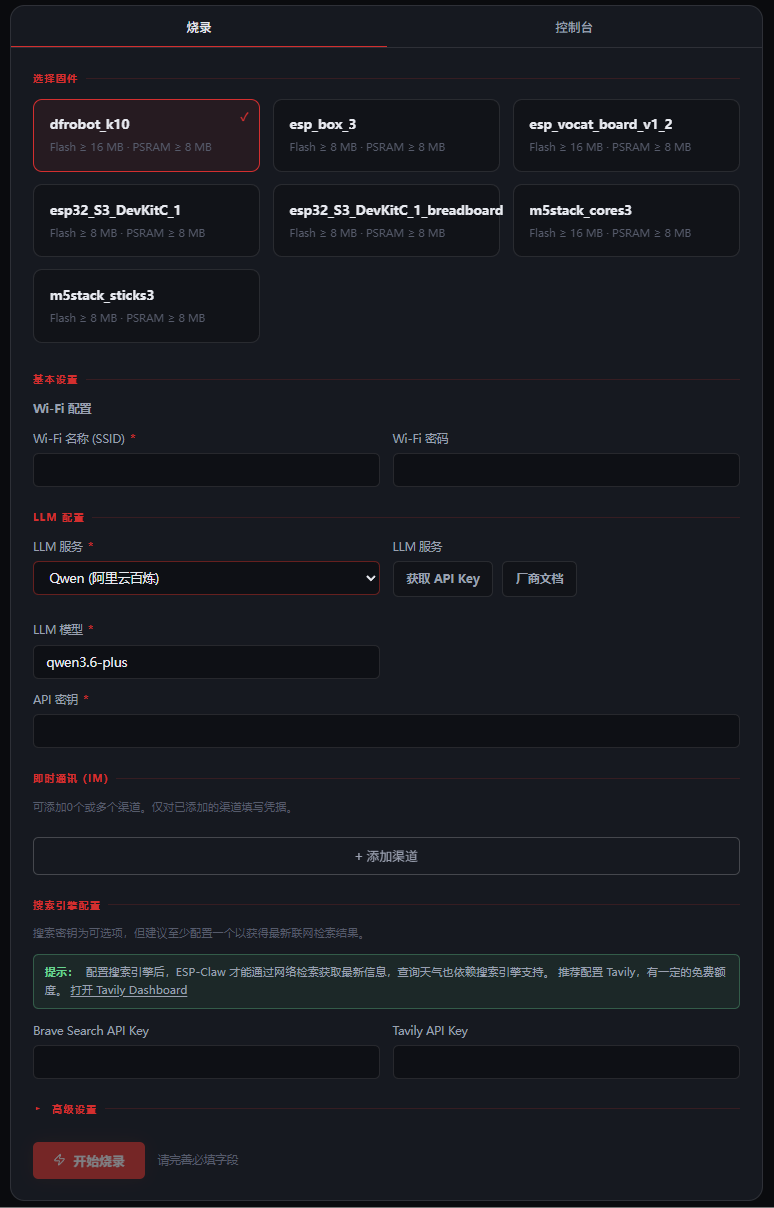 烧录
控制台
选择固件
dfrobot_k10
Flash ≥ 16 MB · PSRAM ≥ 8 MB
esp_box_3
Flash ≥ 8 MB · PSRAM ≥ 8 MB
esp_vocat_board_v1_2
Flash ≥ 16 MB · PSRAM ≥ 8 MB
esp32_S3_DevKitC_1
Flash ≥ 8 MB · PSRAM ≥ 8 MB
esp32_S3_DevKitC_1_breadboard
Flash ≥ 8 MB · PSRAM ≥ 8 MB
m5stack_cores3
Flash ≥ 16 MB · PSRAM ≥ 8 MB
m5stack_sticks3
Flash ≥ 8 MB · PSRAM ≥ 8 MB
基本设置
Wi-Fi 配置
Wi-Fi 名称 (SSID) *
Wi-Fi 密码
LLM 配置
LLM 服务 *
LLM 服务
Qwen (阿里云百炼)
获取 API Key
厂商文档
LLM 模型 *
qwen3.6-plus
API 密钥 *
即时通讯（IM）
可添加0个或多个渠道。仅对已添加的渠道填写凭据。
+ 添加渠道
搜索引擎配置
搜索密钥为可选项，但建议至少配置一个以获得最新联网检索结果。
提示： 配置搜索引擎后，ESP-Claw 才能通过网络检索获取最新信息，查询天气也依赖搜索引擎支持。 推荐配置 Tavily，有一定的免费额
度。 打开 Tavily Dashboard
Brave Search API Key
Tavily API Key
高级设置
开始烧录
请完善必填字段